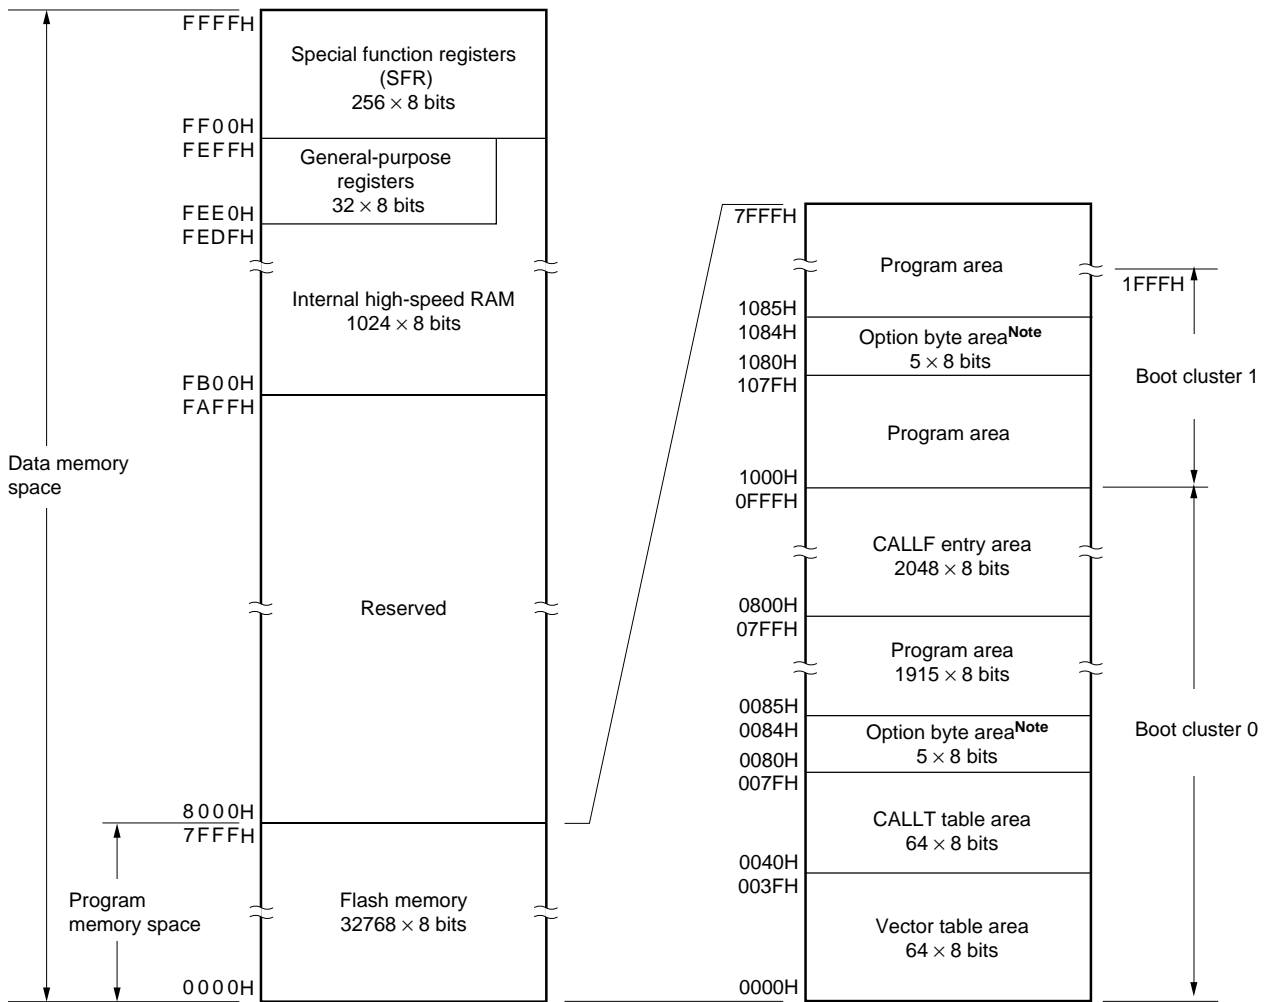 FFFFH
Special function registers
(SFR)
256 × 8 bits
FF00H
FEFFH
General-purpose
registers
32 × 8 bits
FEE0H
FEDFH
Internal high-speed RAM
1024 × 8 bits
FB00H
FAFFH
Data memory
space
Reserved
8000H
7FFFH
Program
memory space
Flash memory
32768 × 8 bits
0000H
7FFFH
Program area
1FFFH
1085H
1084H
Option byte area Note
5 × 8 bits
1080H
107FH
Boot cluster 1
Program area
1000H
0FFFH
CALLF entry area
2048 × 8 bits
0800H
07FFH
Program area
1915 × 8 bits
0085H
0084H
Option byte area Note
5 × 8 bits
Boot cluster 0
0080H
007FH
CALLT table area
64 × 8 bits
0040H
003FH
Vector table area
64 × 8 bits
0000H